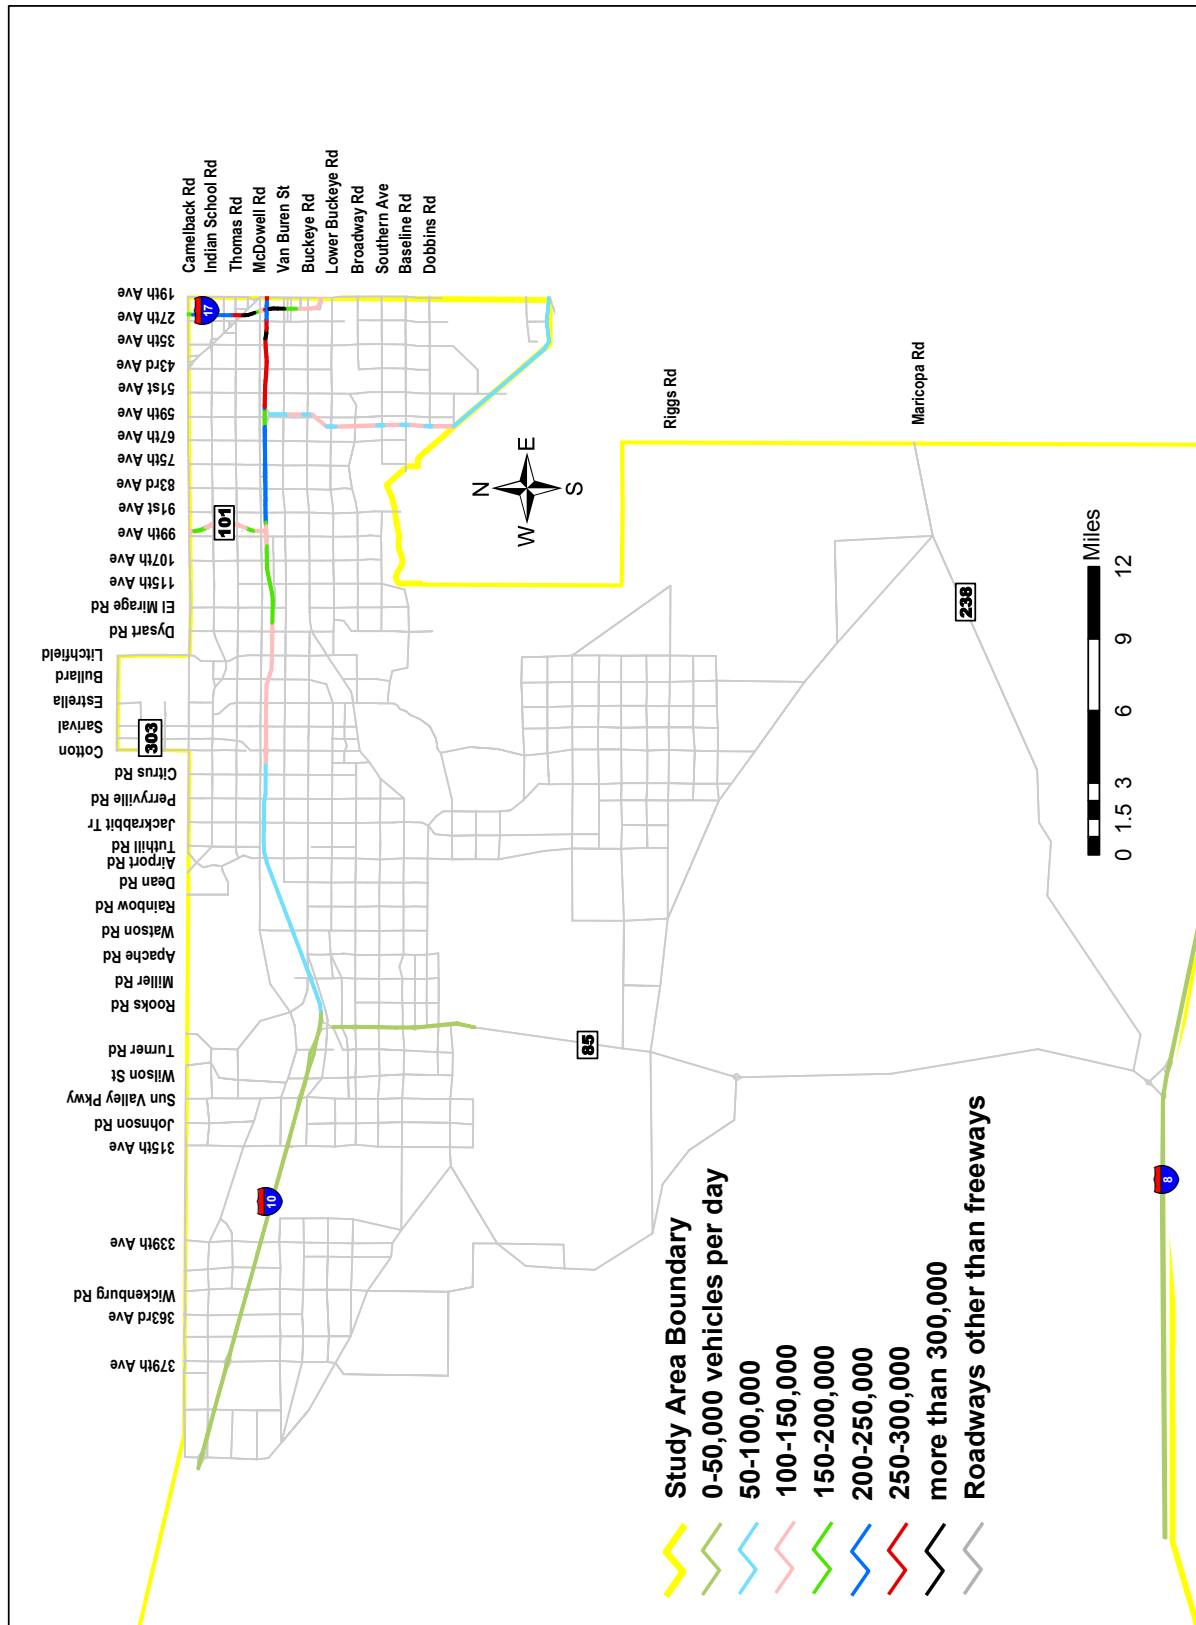 Camelback Rd
Indian School Rd
Thomas Rd
McDowell Rd
Van Buren St
Buckeye Rd
Lower Buckeye Rd
Broadway Rd
Southern Ave
Baseline Rd
Dobbins Rd
19th Ave
27th Ave
35th Ave
43rd Ave
51st Ave
59th Ave
67th Ave
75th Ave
83rd Ave
91st Ave
99th Ave
107th Ave
115th Ave
El Mirage Rd
Dysart Rd
Litchfield
Bullard
Estrella
Sarival
Cotton
Citrus Rd
Perryville Rd
Jackrabbit Tr
Tuthill Rd
Airport Rd
Dean Rd
Rainbow Rd
Watson Rd
Apache Rd
Miller Rd
Rooks Rd
Turner Rd
Wilson St
Sun Valley Pkwy
Johnson Rd
315th Ave
339th Ave
Wickenburg Rd
363rd Ave
379th Ave
17
101
303
10
85
238
8
Riggs Rd
Maricopa Rd
N
E
S
W
0 1.5 3 6 9 12
Miles
Study Area Boundary
0-50,000 vehicles per day
50-100,000
100-150,000
150-200,000
200-250,000
250-300,000
more than 300,000
Roadways other than freeways